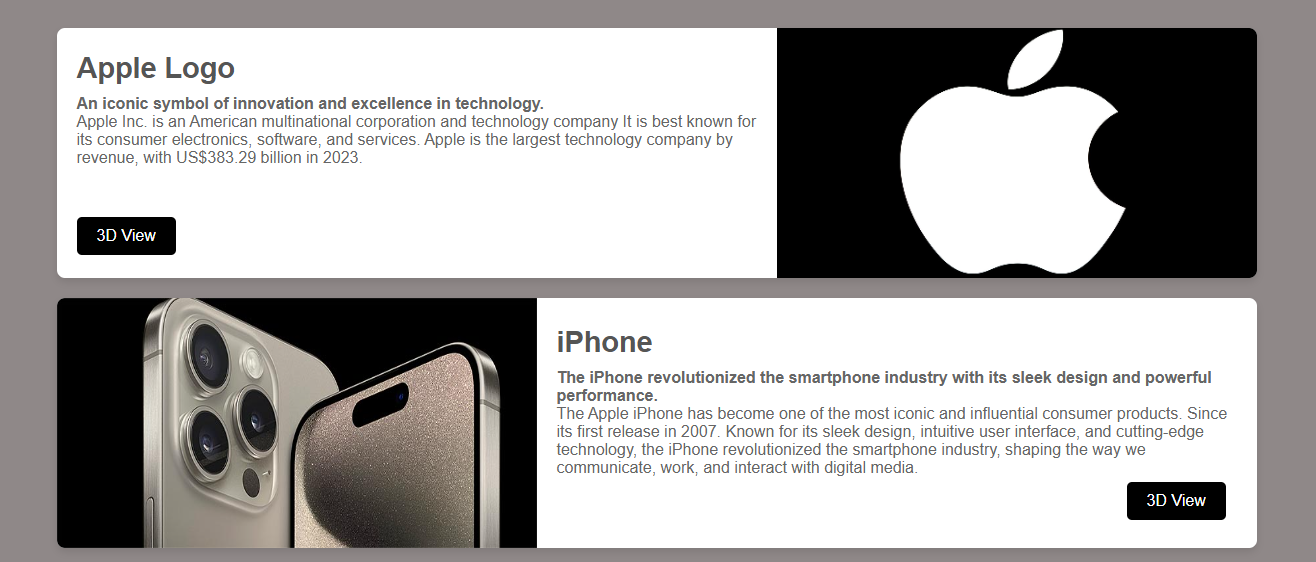 Apple Logo
An iconic symbol of innovation and excellence in technology.
Apple Inc. is an American multinational corporation and technology company It is best known for
its consumer electronics, software, and services. Apple is the largest technology company by
revenue, with US$383.29 billion in 2023.
3D View
iPhone
The iPhone revolutionized the smartphone industry with its sleek design and powerful
performance.
The Apple iPhone has become one of the most iconic and influential consumer products. Since
its first release in 2007. Known for its sleek design, intuitive user interface, and cutting-edge
technology, the iPhone revolutionized the smartphone industry, shaping the way we
communicate, work, and interact with digital media.
3D View